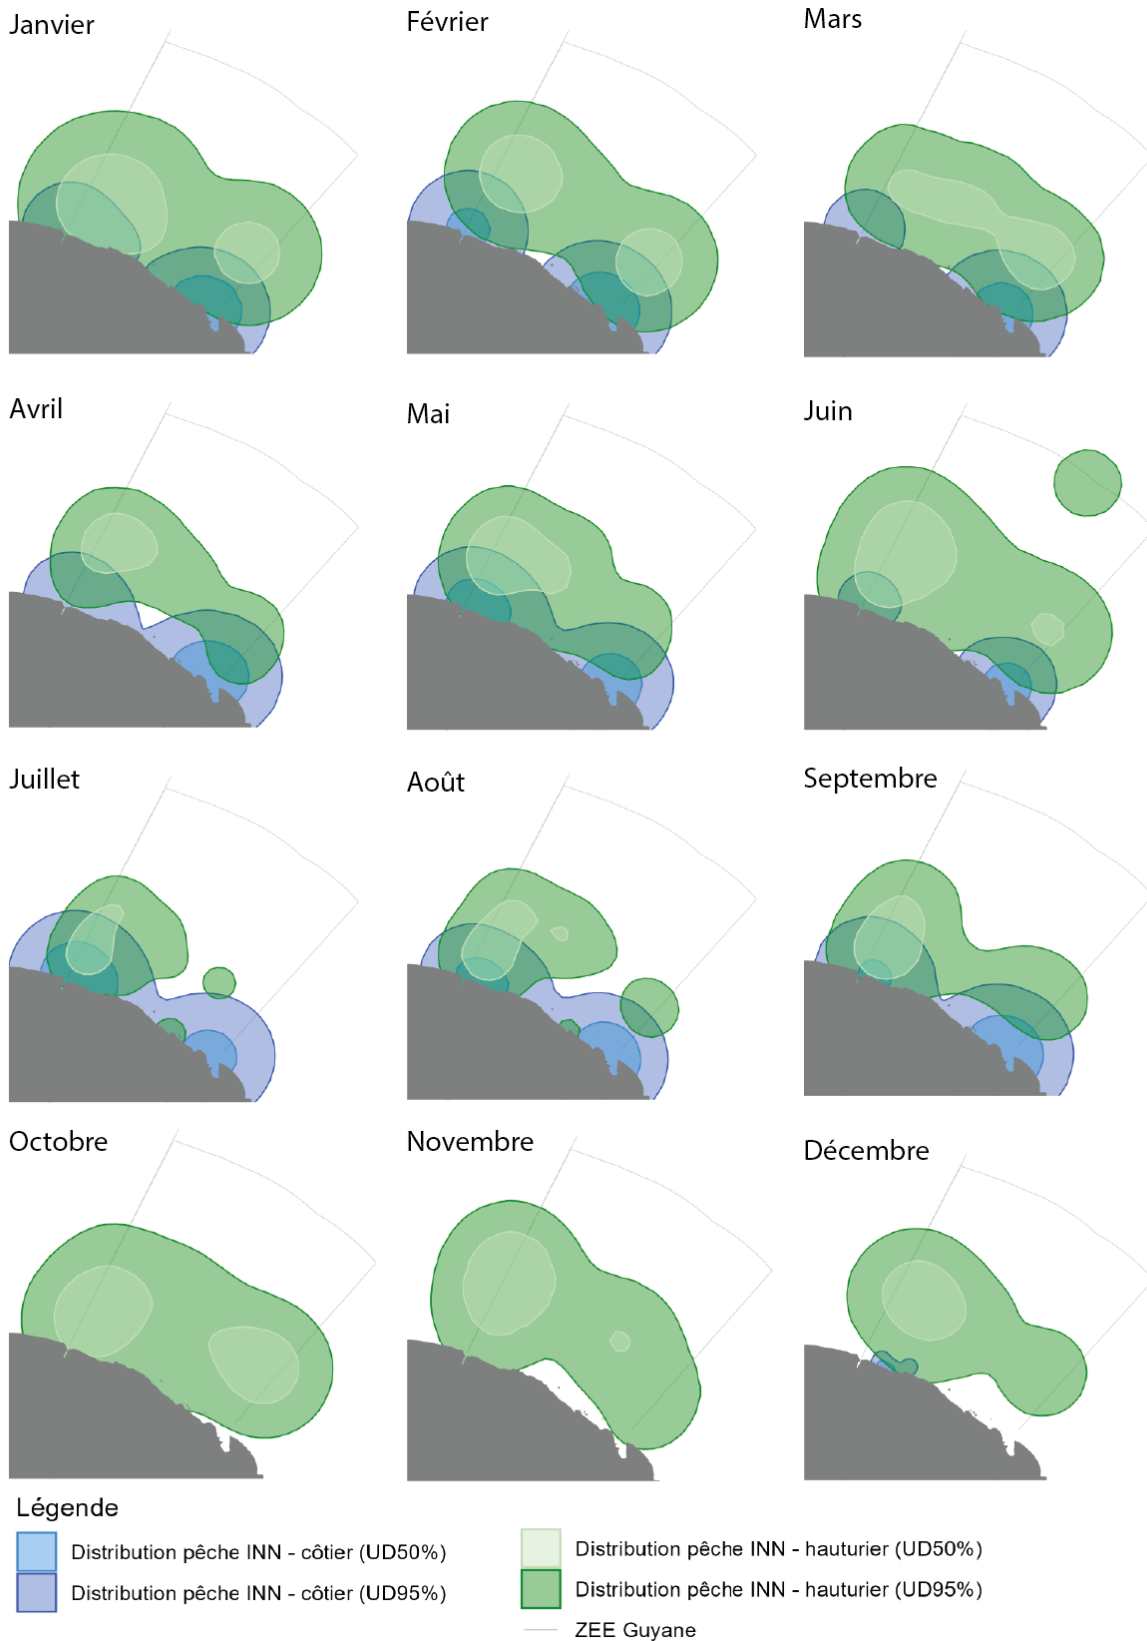 Janvier
Février
Mars
Avril
Mai
Juin
Juillet
Août
Septembre
Octobre
Novembre
Décembre
Légende
Distribution pêche INN - côtier (UD50%)
Distribution pêche INN - côtier (UD95%)
Distribution pêche INN - hauturier (UD50%)
Distribution pêche INN - hauturier (UD95%)
ZEE Guyane